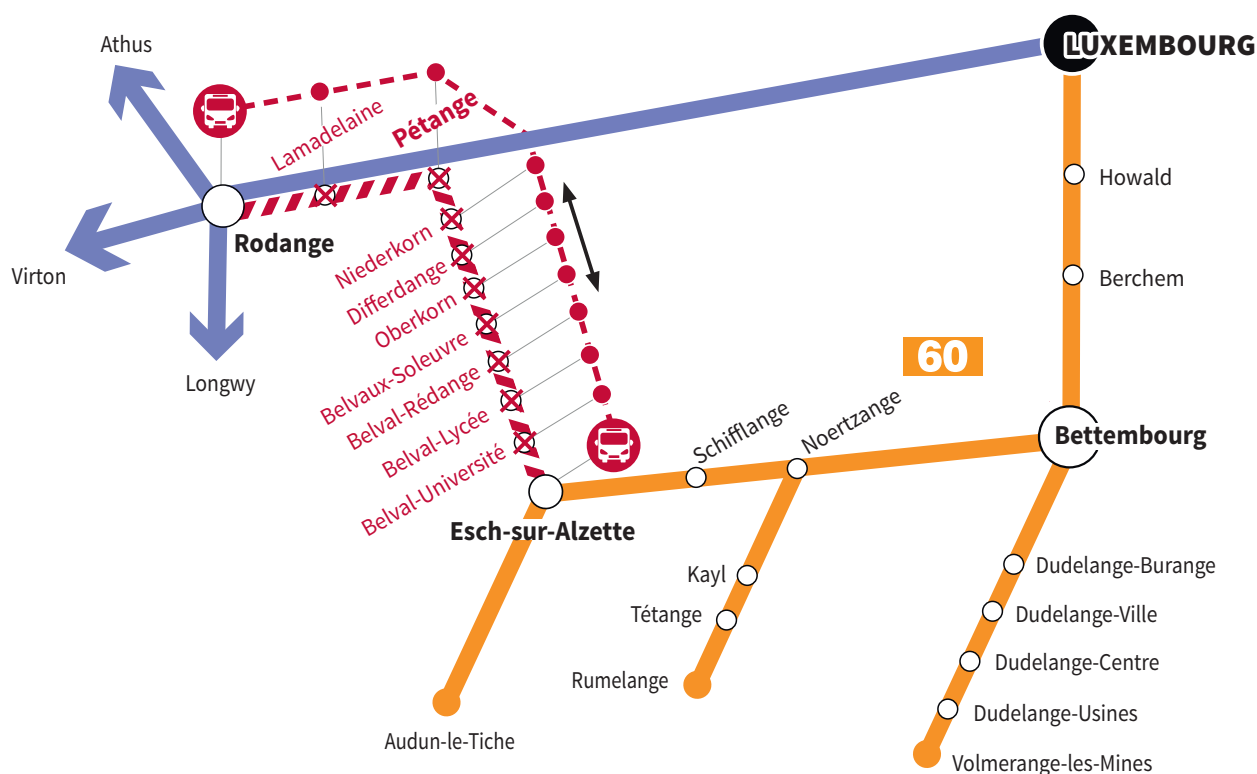 LUXEMBOURG
Athus
Lamadelaine
Pétange
Howald
Rodange
Niederkorn
Virton
Berchem
Differdange
Oberkorn
60
Longwy
Belvaux-Soleuvre
Belval-Rédange
Schifflange
Noertzange
Belval-Lycée
Bettembourg
Belval-Université
Esch-sur-Alzette
Dudelange-Burange
Kayl
Tétange
Dudelange-Ville
Dudelange-Centre
Rumelange
Dudelange-Usines
Audun-le-Tiche
Volmerange-les-Mines